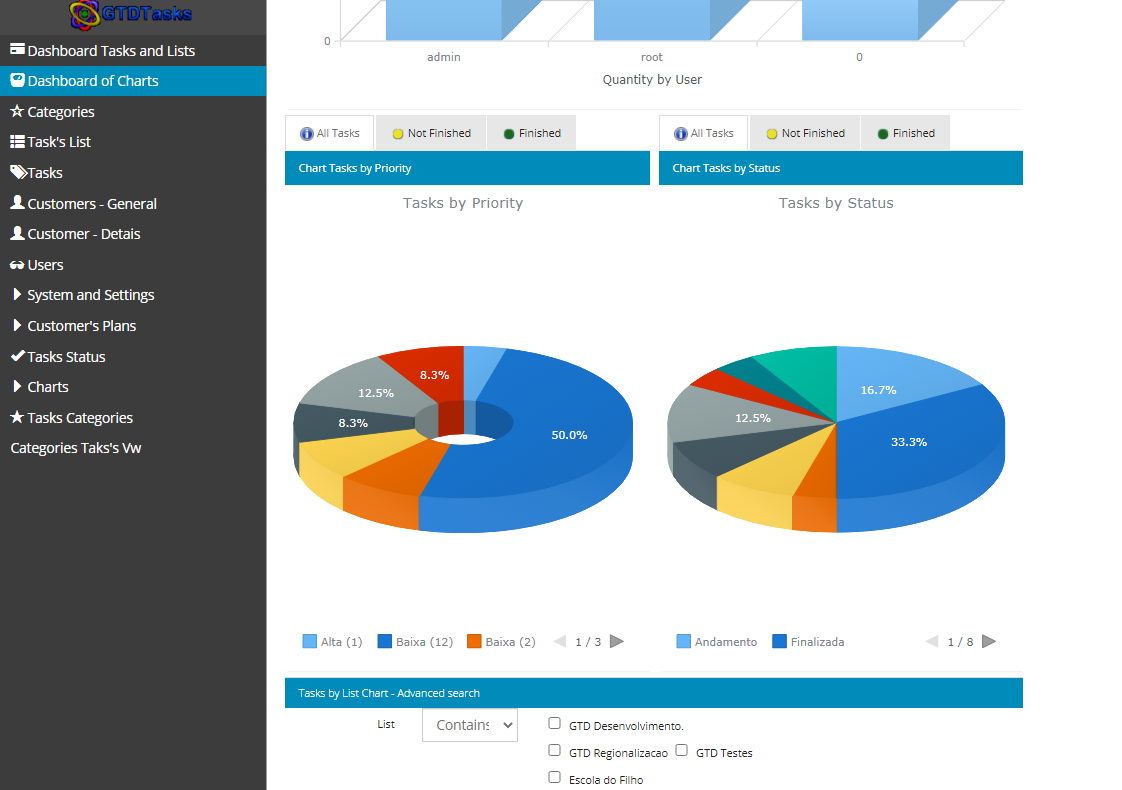 GTDTasks
Dashboard Tasks and Lists
Dashboard of Charts
Categories
Task's List
Tasks
Customers - General
Customer - Detais
Users
System and Settings
Customer's Plans
Tasks Status
Charts
Tasks Categories
Categories Taks's Vw
0
admin root 0
Quantity by User
All Tasks Not Finished Finished
Chart Tasks by Priority
Tasks by Priority
8.3%
12.5%
8.3%
50.0%
Alta (1) Baixa (12) Baixa (2) 1 / 3
All Tasks Not Finished Finished
Chart Tasks by Status
Tasks by Status
16.7%
12.5%
33.3%
Andamento Finalizada 1 / 8
Tasks by List Chart - Advanced search
List Contains GTD Desenvolvimento.
GTD Regionalizacao GTD Testes
Escola do Filho